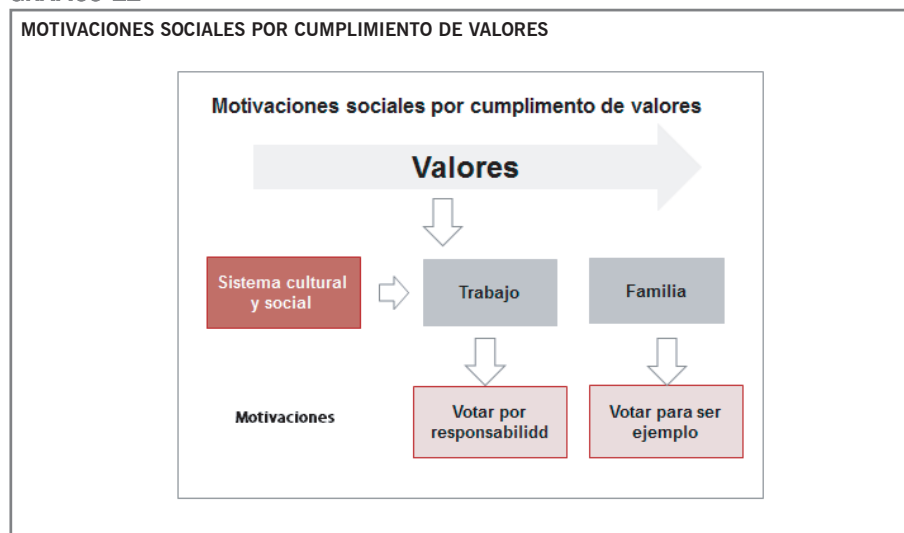 MOTIVACIONES SOCIALES POR CUMPLIMIENTO DE VALORES
Motivaciones sociales por cumplimento de valores
Valores
Sistema cultural
y social
Trabajo
Familia
Motivaciones
Votar por
responsabilidd
Votar para ser
ejemplo